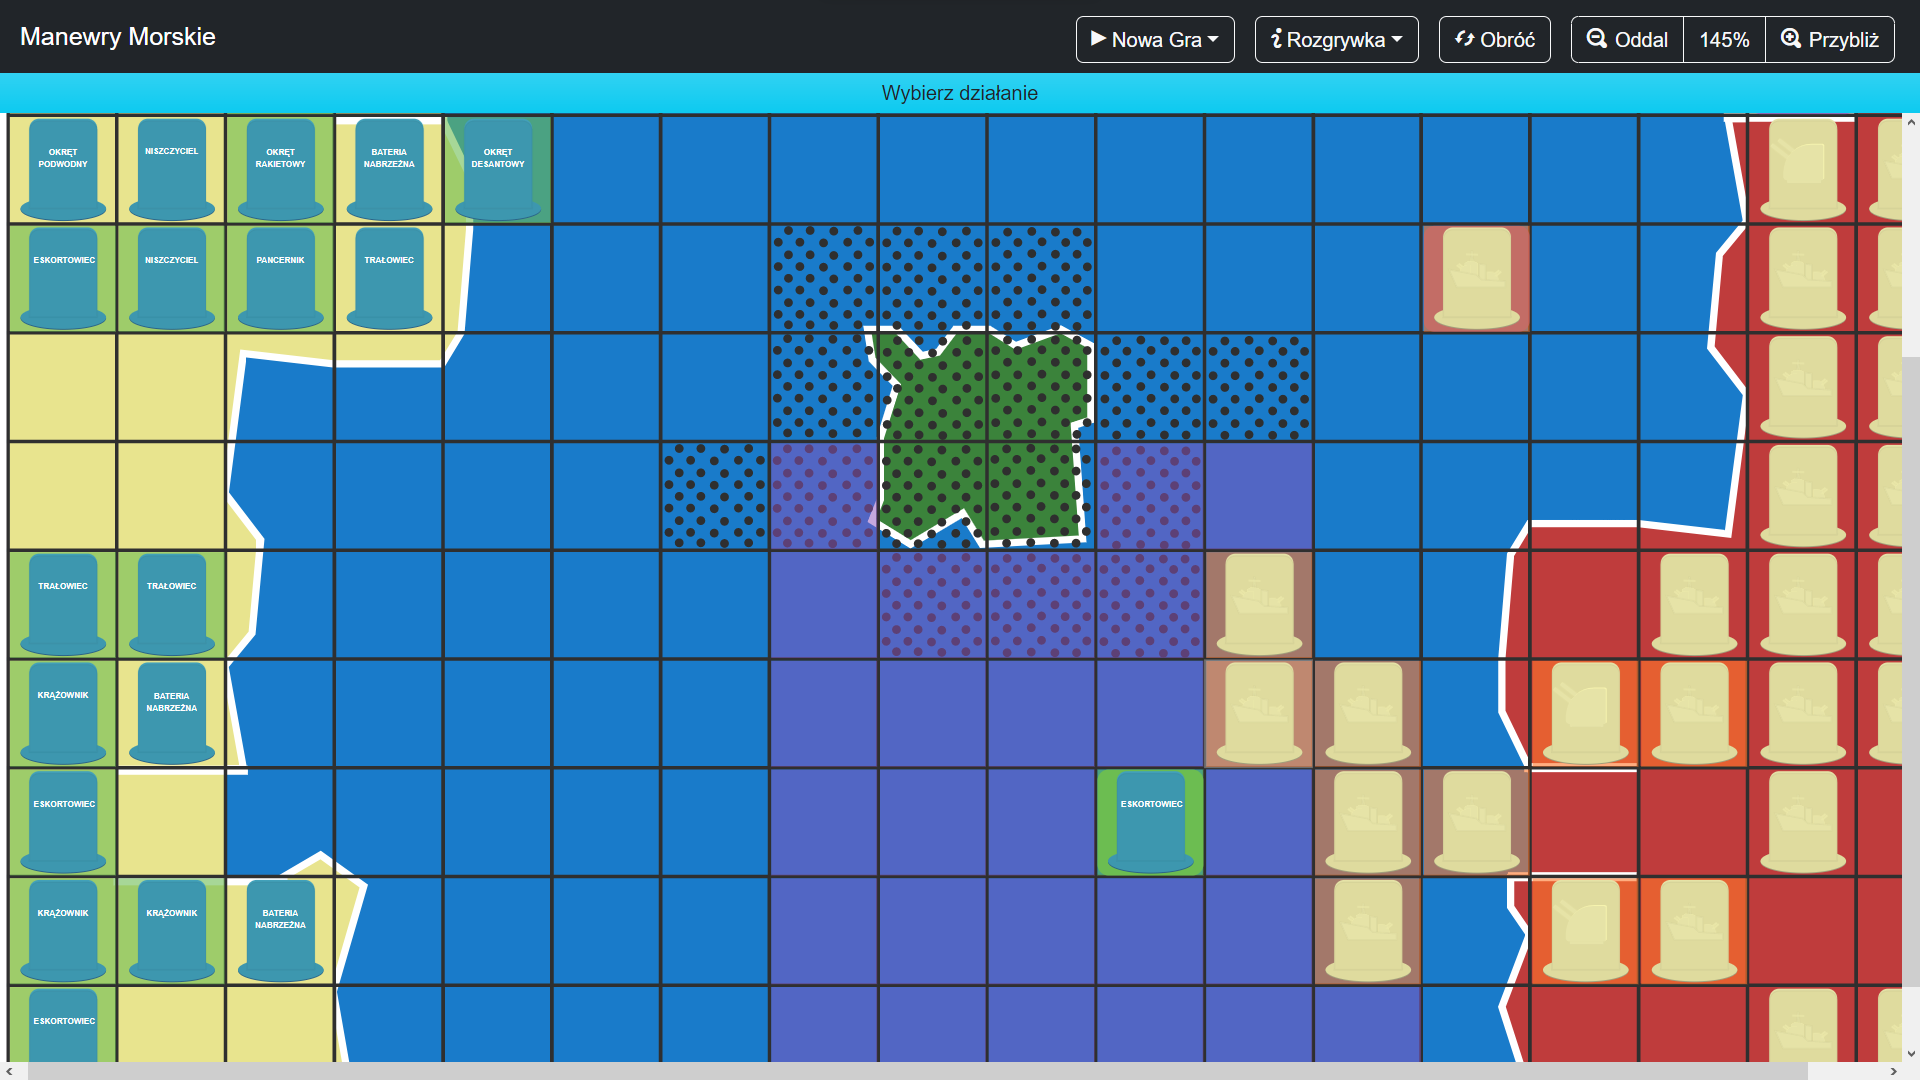 Manewry Morskie
Nowa Gra
Rozgrywka
Obróć
Oddal
145%
Przybliż
Wybierz działanie
OKRĘT
PODWODNY
NISZCZYCIEL
OKRĘT
RAKIETOWY
BATERIA
NABRZEŻNA
OKRĘT
DESANTOWY
ESKORTOWIEC
NISZCZYCIEL
PANCERNIK
TRAŁOWIEC
TRAŁOWIEC
TRAŁOWIEC
KRĄŻOWNIK
BATERIA
NABRZEŻNA
ESKORTOWIEC
ESKORTOWIEC
KRĄŻOWNIK
KRĄŻOWNIK
BATERIA
NABRZEŻNA
ESKORTOWIEC